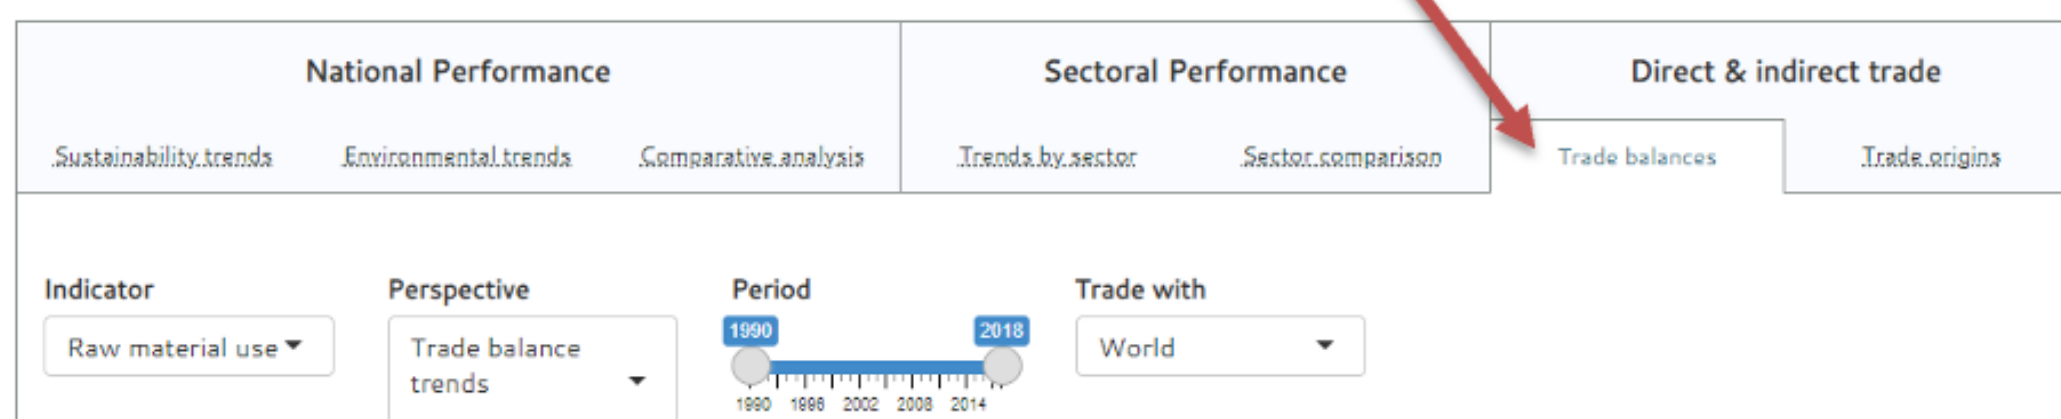 National Performance
Sectoral Performance
Direct & indirect trade
Sustainability trends
Environmental trends
Comparative analysis
Trends by sector
Sector comparison
Trade balances
Trade origins
Indicator
Perspective
Period
Trade with
Raw material use
Trade balance
trends
1990
2018
World
1990 1996 2002 2008 2014